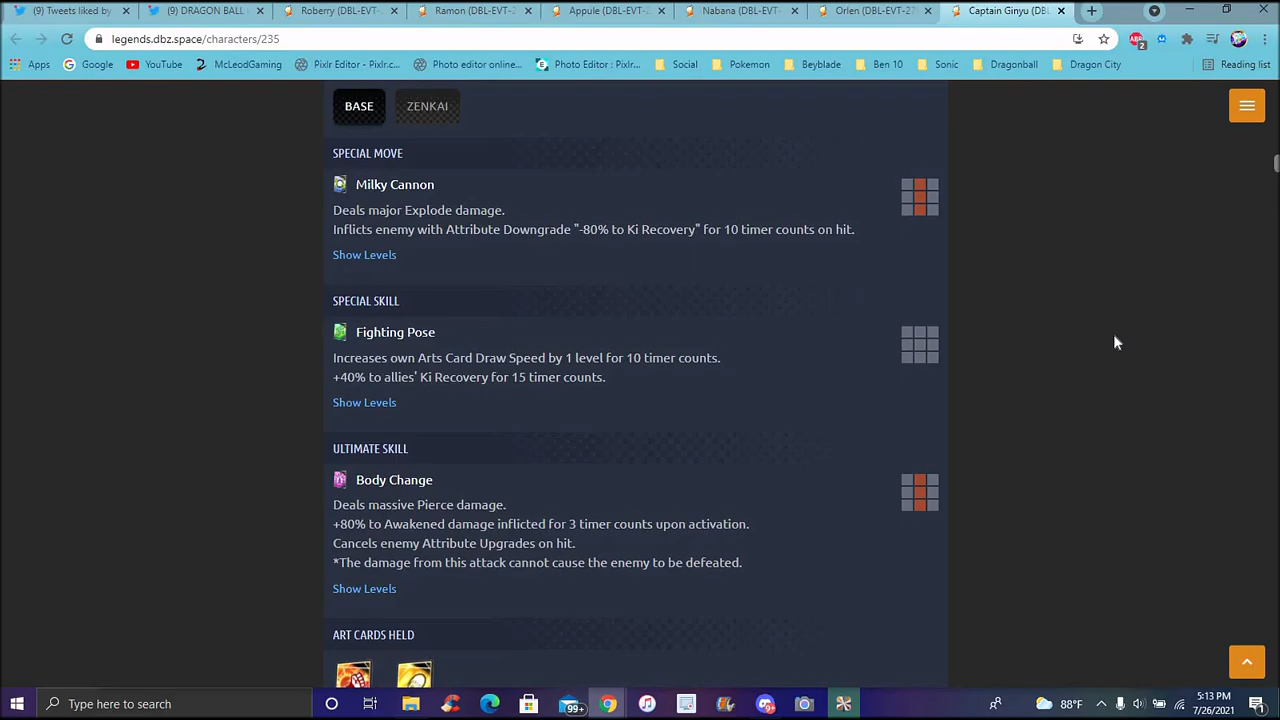 (9) Tweets liked by
(9) DRAGON BALL
Roberry (DBL-EVT-
Ramon (DBL-EVT-2
Appule (DBL-EVT-2
Nabana (DBL-EVT-
Orlen (DBL-EVT-27
Captain Ginyu (DBL
legends.dbz.space/characters/235
ABP
2
Apps
Google
YouTube
McLeodGaming
Pixlr Editor - Pixlr.c...
Photo editor online...
Photo Editor : Pixlr...
Social
Pokemon
Beyblade
Ben 10
Sonic
Dragonball
Dragon City
Reading list
BASE
ZENKAI
SPECIAL MOVE
Milky Cannon
Deals major Explode damage.
Inflicts enemy with Attribute Downgrade "-80% to Ki Recovery" for 10 timer counts on hit.
Show Levels
SPECIAL SKILL
Fighting Pose
Increases own Arts Card Draw Speed by 1 level for 10 timer counts.
+40% to allies' Ki Recovery for 15 timer counts.
Show Levels
ULTIMATE SKILL
Body Change
Deals massive Pierce damage.
+80% to Awakened damage inflicted for 3 timer counts upon activation.
Cancels enemy Attribute Upgrades on hit.
*The damage from this attack cannot cause the enemy to be defeated.
Show Levels
ART CARDS HELD
Type here to search
99+
88°F
5:13 PM
7/26/2021
1